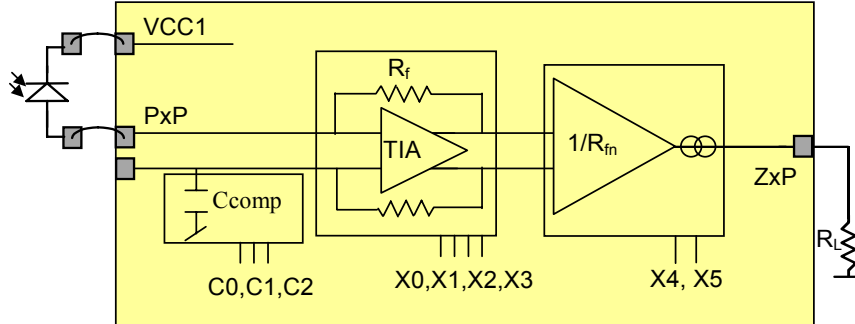 VCC1
Rf
PxP
TIA
1/Rfn
ZxP
Ccomp
RL
C0,C1,C2
X0,X1,X2,X3
X4, X5